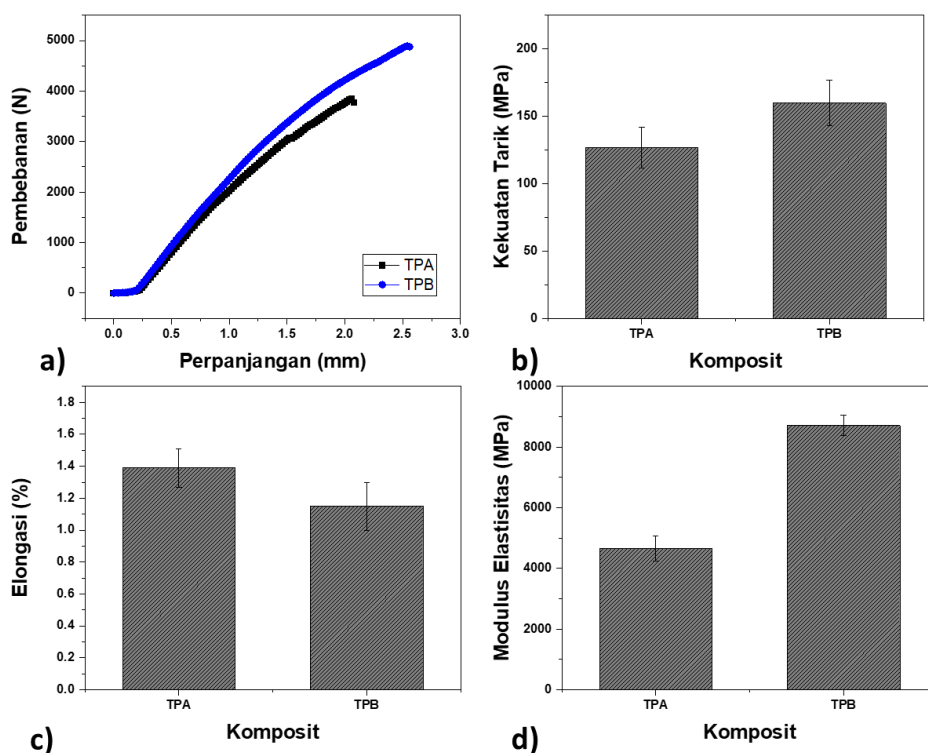 5000
4000
3000
2000
1000
0
Pembebanan (N)
TPA
TPB
0.0 0.5 1.0 1.5 2.0 2.5 3.0
Perpanjangan (mm)
a)
200
150
100
50
0
Kekuatan Tarik (MPa)
TPA TPB
Komposit
b)
1.8
1.6
1.4
1.2
1.0
0.8
0.6
0.4
0.2
0.0
Elongasi (%)
TPA TPB
Komposit
c)
10000
8000
6000
4000
2000
0
Modulus Elastisitas (MPa)
TPA TPB
Komposit
d)